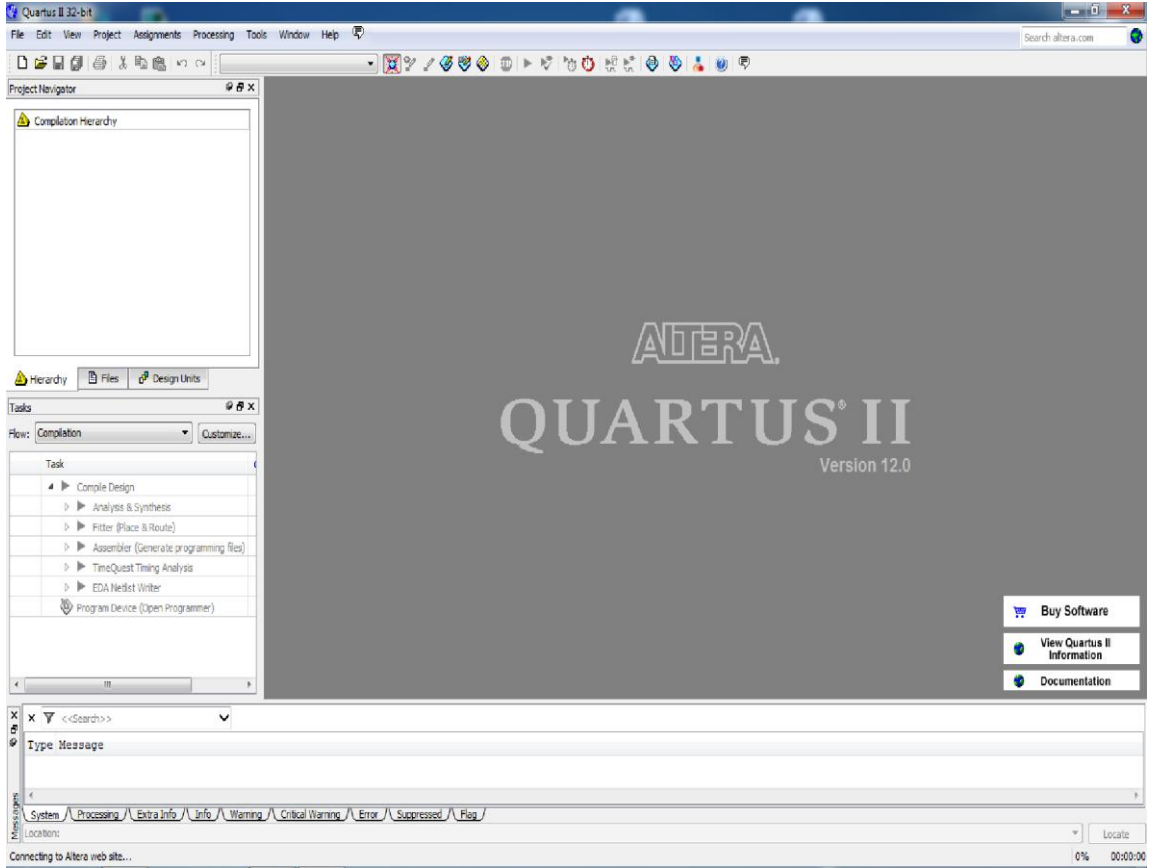 Quartus II 32-bit
File Edit View Project Assignments Processing Tools Window Help
Search altera.com
Project Navigator
Compilation Hierarchy
Hierarchy Files Design Units
Tasks
Flow: Compilation Customize...
Task
Compile Design
Analysis & Synthesis
Fitter (Place & Route)
Assembler (Generate programming files)
TimeQuest Timing Analysis
EDA Netlist Writer
Program Device (Open Programmer)
ALTERA.
QUARTUS® II
Version 12.0
Buy Software
View Quartus II
Information
Documentation
<<Search>>
Type Message
System Processing Extra Info Info Warning Critical Warning Error Suppressed Flag
Messages
Location: Locate
Connecting to Altera web site... 0% 00:00:00